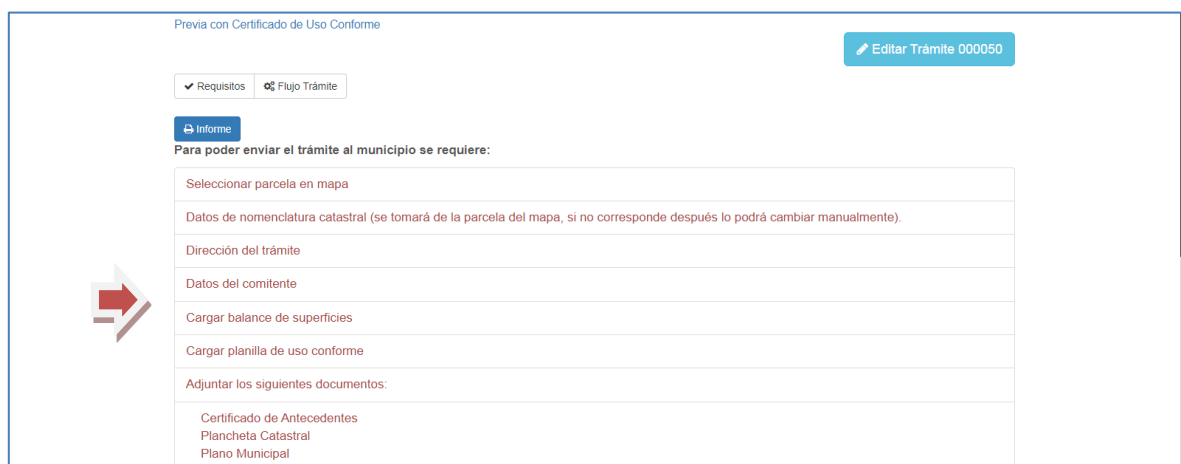 Previa con Certificado de Uso Conforme
Editar Trámite 000050
Requisitos
Flujo Trámite
Informe
Para poder enviar el trámite al municipio se requiere:
Seleccionar parcela en mapa
Datos de nomenclatura catastral (se tomará de la parcela del mapa, si no corresponde después lo podrá cambiar manualmente).
Dirección del trámite
Datos del comitente
Cargar balance de superficies
Cargar planilla de uso conforme
Adjuntar los siguientes documentos:
Certificado de Antecedentes
Plancheta Catastral
Plano Municipal